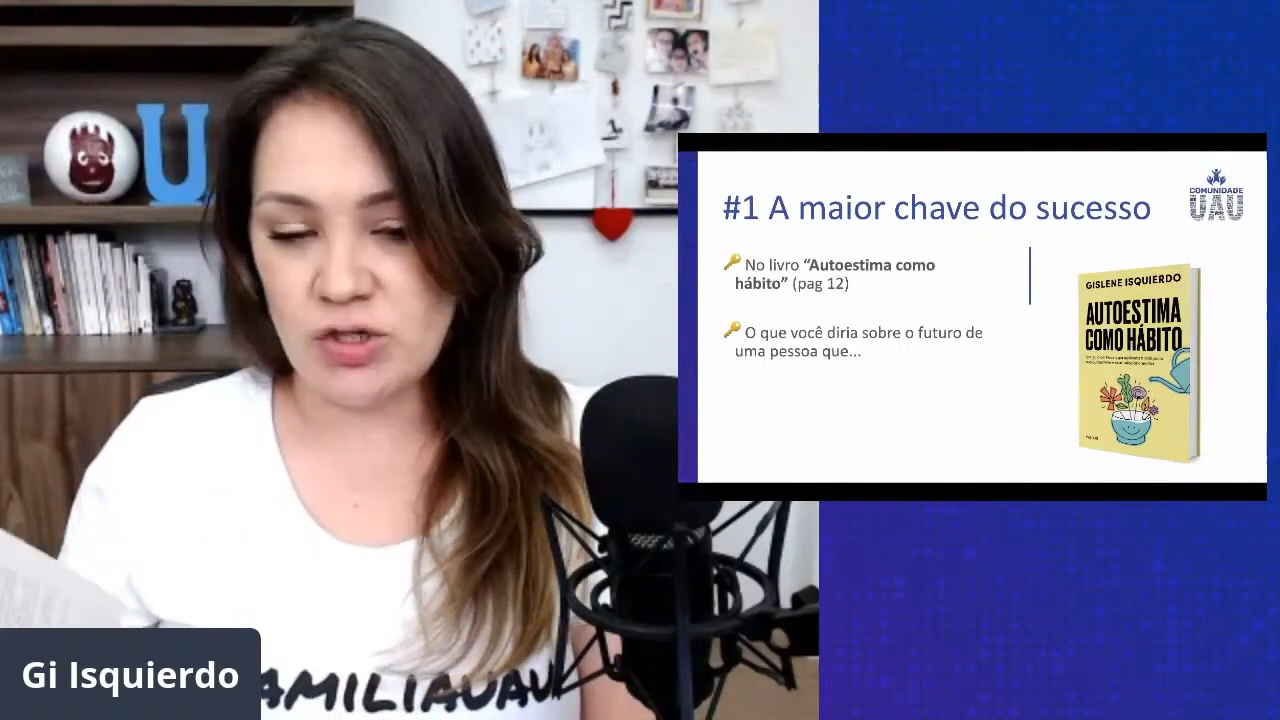 U
#1 A maior chave do sucesso
COMUNIDADE
UAU
No livro “Autoestima como
hábito” (pag 12)
O que você diria sobre o futuro de
uma pessoa que...
GISLENE ISQUIERDO
AUTOESTIMA
COMO HÁBITO
Gi Isquierdo
AMILIAUAU